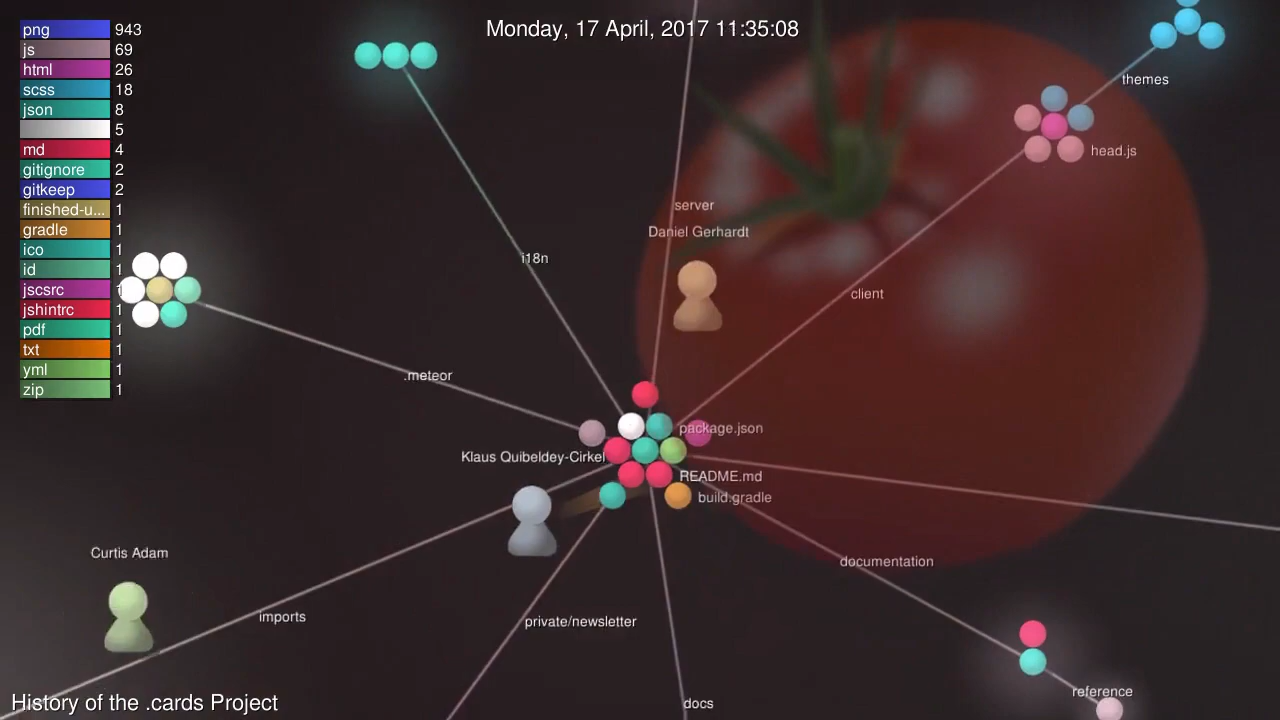 Monday, 17 April, 2017 11:35:08
png 943
js 69
html 26
scss 18
json 8
5
md 4
gitignore 2
gitkeep 2
finished-u... 1
gradle 1
ico 1
id 1
jscsrc 1
jshintrc 1
pdf 1
txt 1
yml 1
zip 1
themes
head.js
server
Daniel Gerhardt
i18n
client
.meteor
package.json
Klaus Quibeldey-Cirkel
README.md
build.gradle
Curtis Adam
documentation
imports
private/newsletter
reference
docs
History of the .cards Project